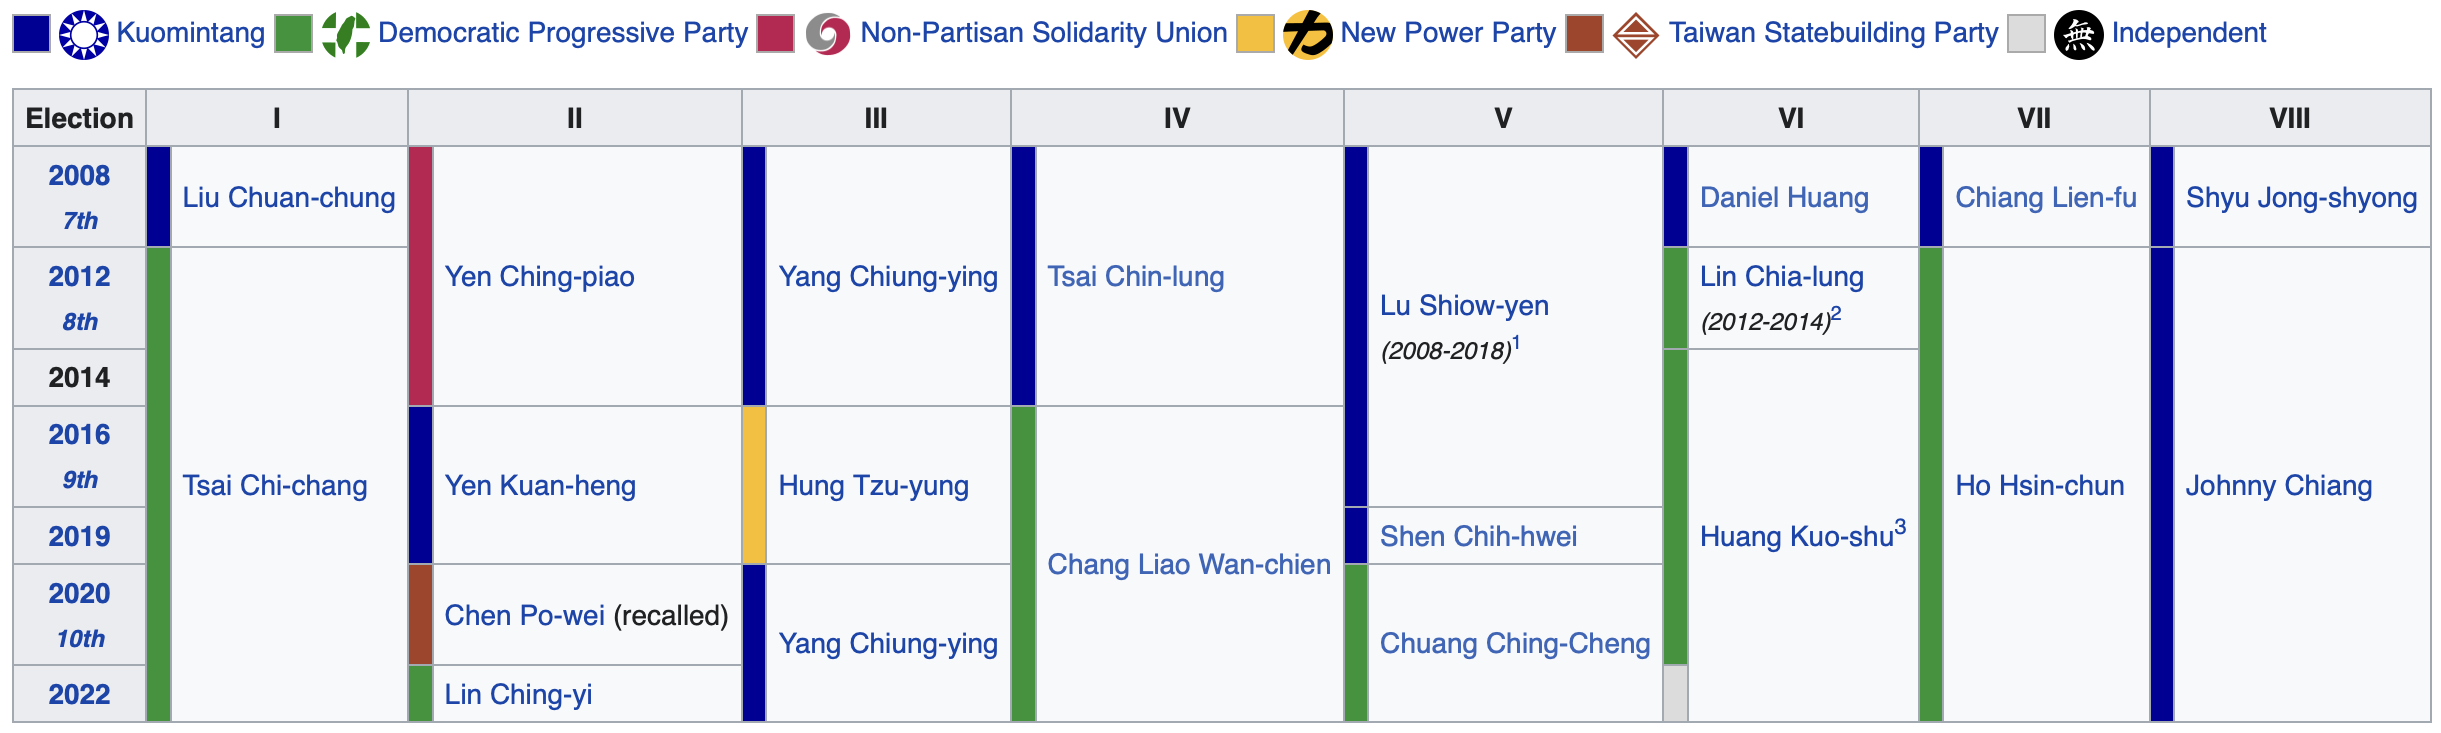 Kuomintang Democratic Progressive Party Non-Partisan Solidarity Union New Power Party Taiwan Statebuilding Party 無 Independent
Election I II III IV V VI VII VIII
2008
7th
Liu Chuan-chung
Yen Ching-piao
Yang Chiung-ying
Tsai Chin-lung
Lu Shiow-yen
(2008-2018)1
Daniel Huang
Chiang Lien-fu
Shyu Jong-shyong
2012
8th
Tsai Chi-chang
Lin Chia-lung
(2012-2014)2
Ho Hsin-chun
Johnny Chiang
2014
Huang Kuo-shu3
2016
9th
Yen Kuan-heng
Hung Tzu-yung
Chang Liao Wan-chien
2019
Shen Chih-hwei
2020
10th
Chen Po-wei (recalled)
Yang Chiung-ying
Chuang Ching-Cheng
2022
Lin Ching-yi